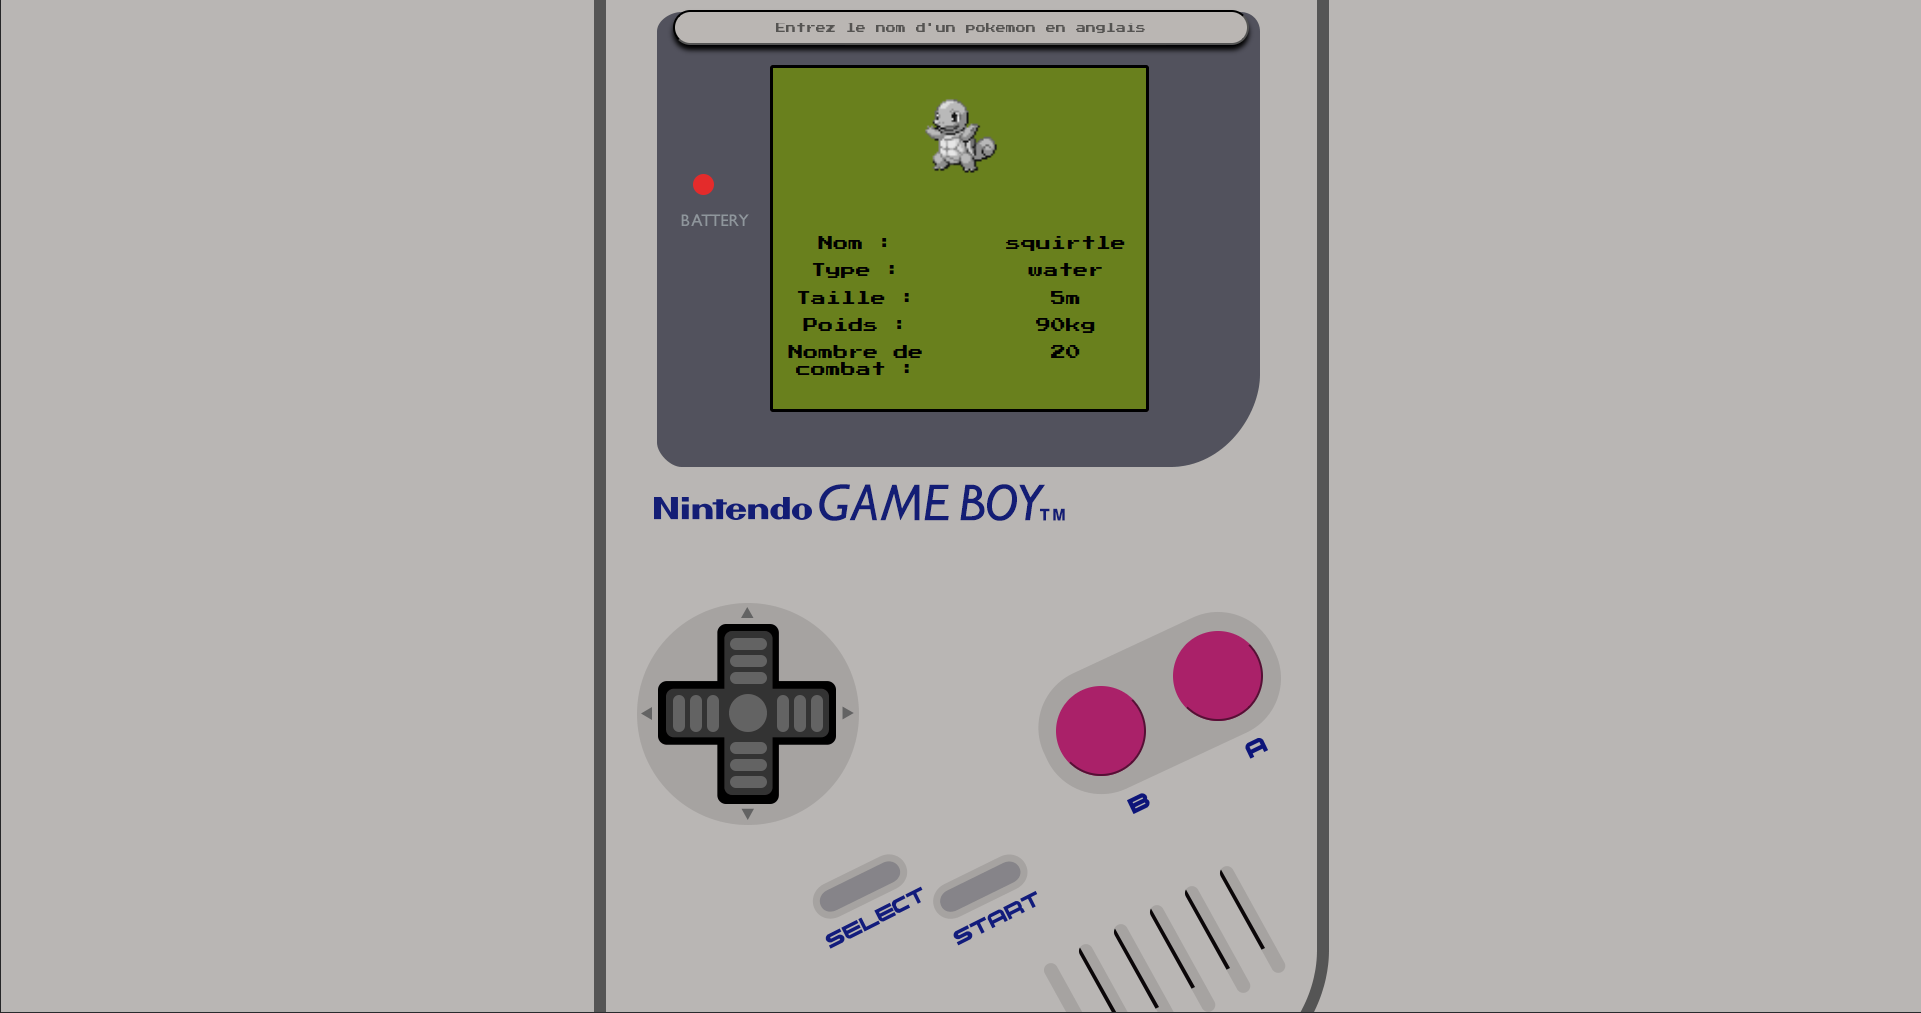 Entrez le nom d'un pokemon en anglais
BATTERY
Nom : squirtle
Type : water
Taille : 5m
Poids : 90kg
Nombre de combat : 20
Nintendo GAME BOY TM
A
B
SELECT
START